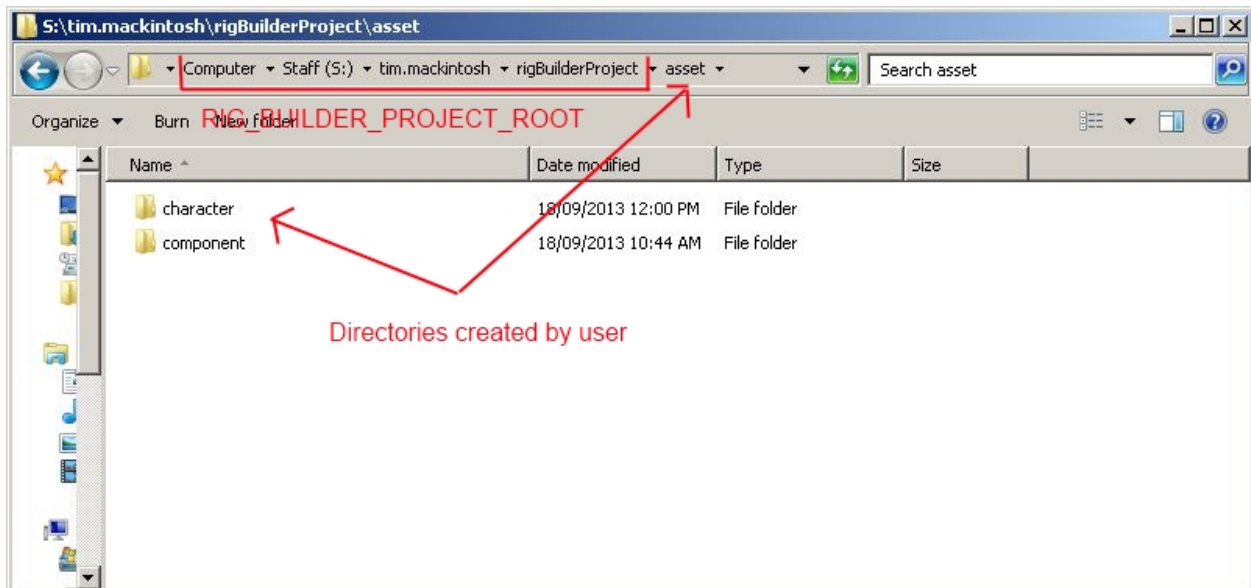 S:\tim.mackintosh\rigBuilderProject\asset
Computer Staff (S:) tim.mackintosh rigBuilderProject asset
Search asset
RIG_BUILDER_PROJECT_ROOT
Organize Burn New folder
Name Date modified Type Size
character 18/09/2013 12:00 PM File folder
component 18/09/2013 10:44 AM File folder
Directories created by user